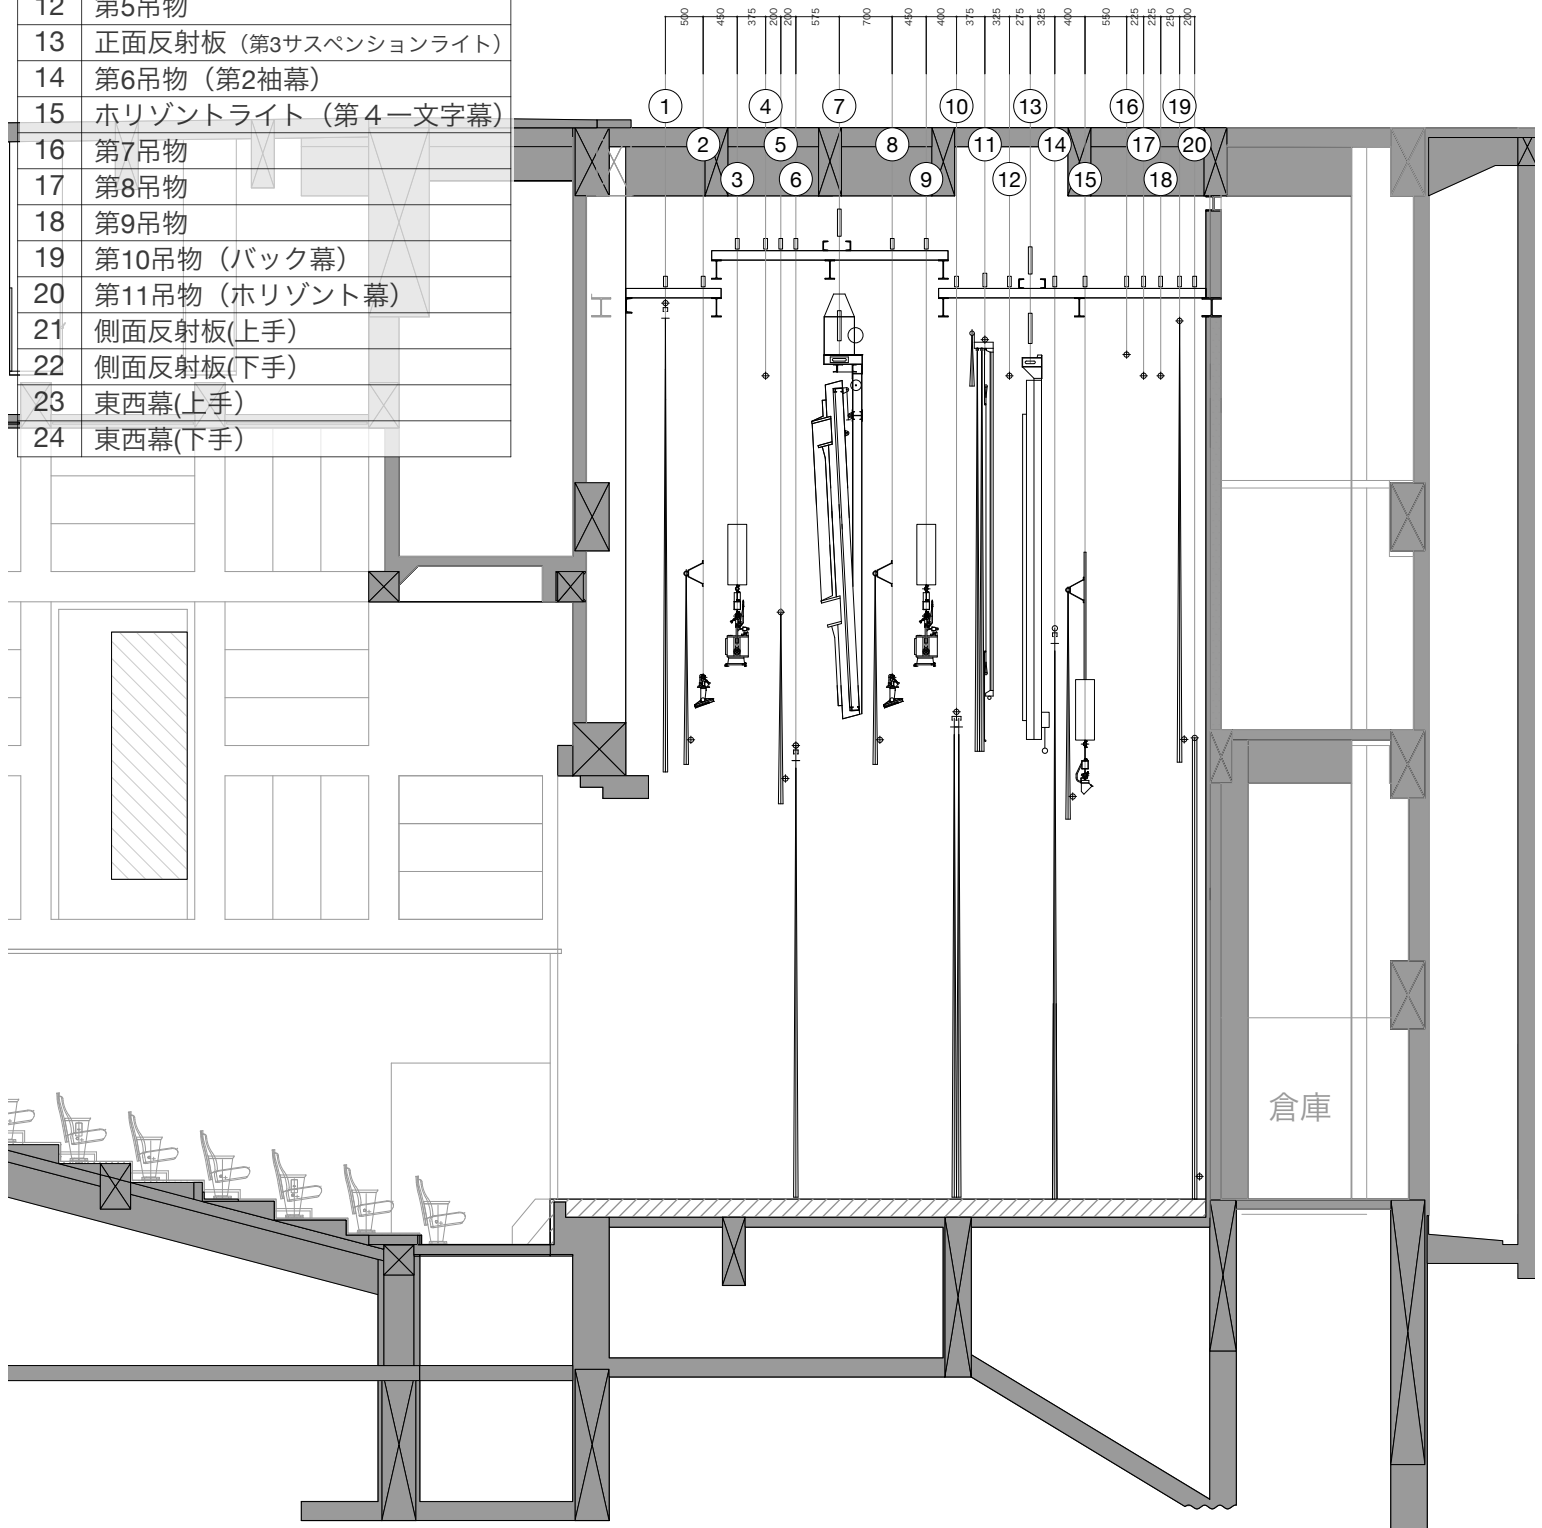 12 第5吊物
13 正面反射板（第3サスペンションライト）
14 第6吊物（第2袖幕）
15 ホリゾントライト（第４一文字幕）
16 第7吊物
17 第8吊物
18 第9吊物
19 第10吊物（バック幕）
20 第11吊物（ホリゾント幕）
21 側面反射板(上手）
22 側面反射板(下手）
23 東西幕(上手）
24 東西幕(下手）
500 450 375 200 200 575 700 450 400 375 325 275 325 400 550 225 225 250 200
1 4 7 10 13 16 19
2 5 8 11 14 17 20
3 6 9 12 15 18
倉庫